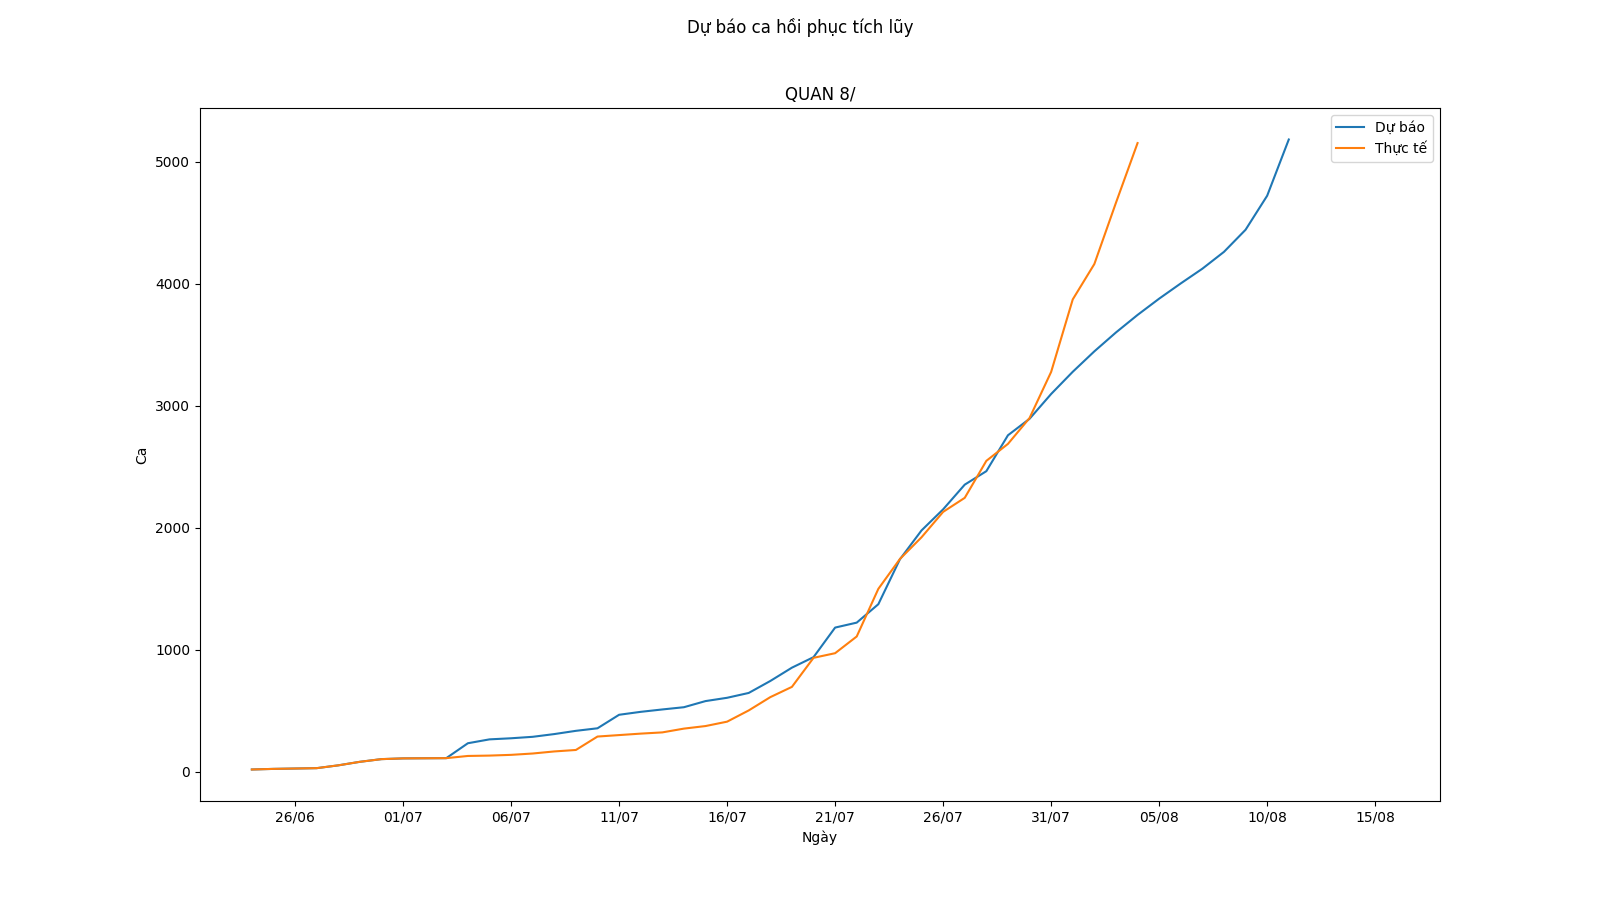 Dự báo ca hồi phục tích lũy
QUAN 8/
Dự báo
Thực tế
5000
4000
3000
2000
1000
0
Ca
26/06 01/07 06/07 11/07 16/07 21/07 26/07 31/07 05/08 10/08 15/08
Ngày